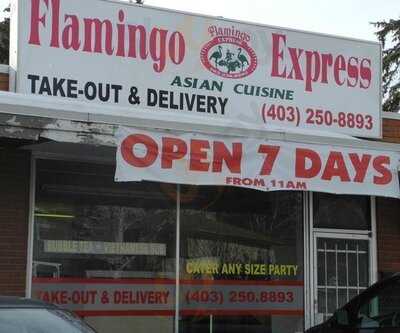 Flamingo Express
Flamingo
EXPRESS
ASIAN CUISINE
TAKE-OUT & DELIVERY
(403) 250-8893
OPEN 7 DAYS
FROM 11AM
CATER ANY SIZE PARTY
TAKE-OUT & DELIVERY (403) 250.8893